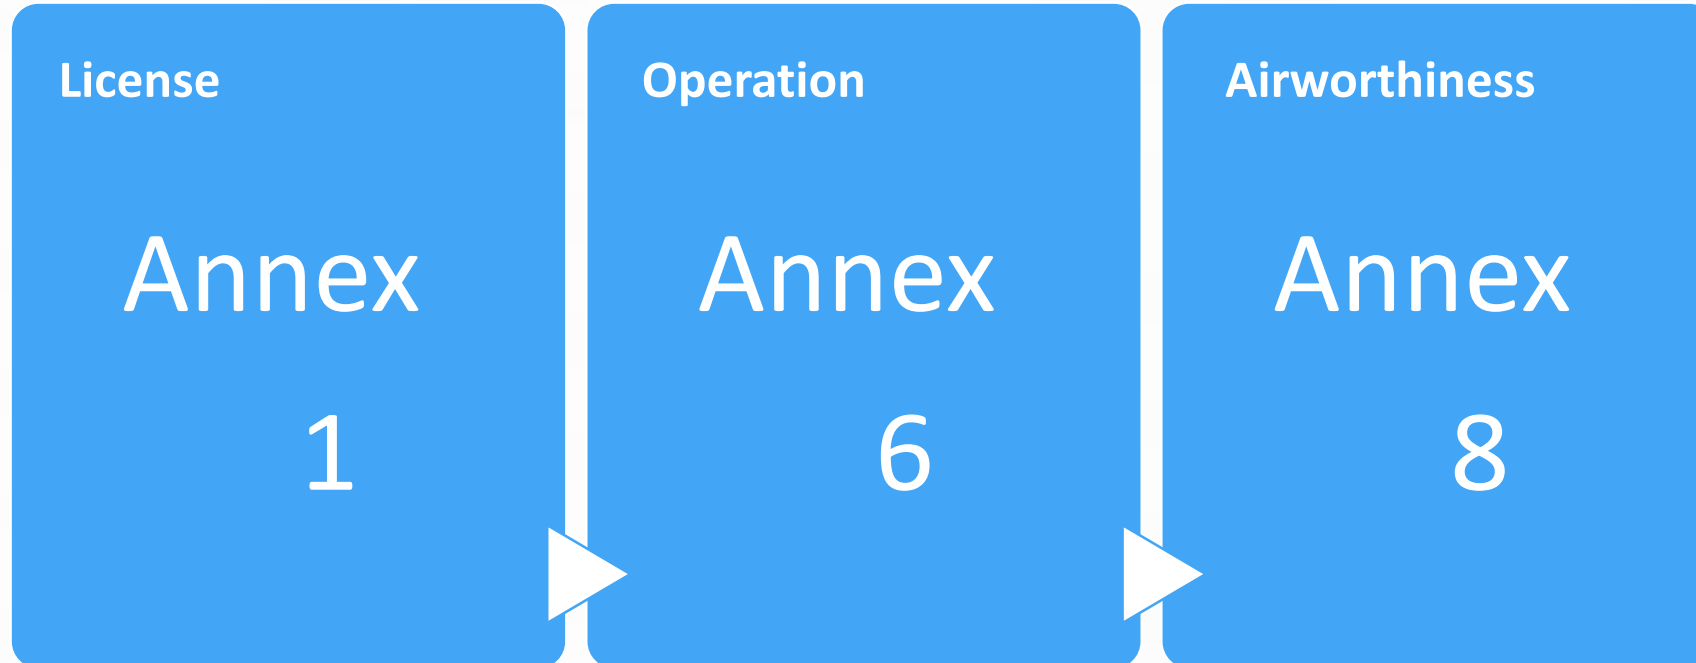 License
Annex
1
Operation
Annex
6
Airworthiness
Annex
8